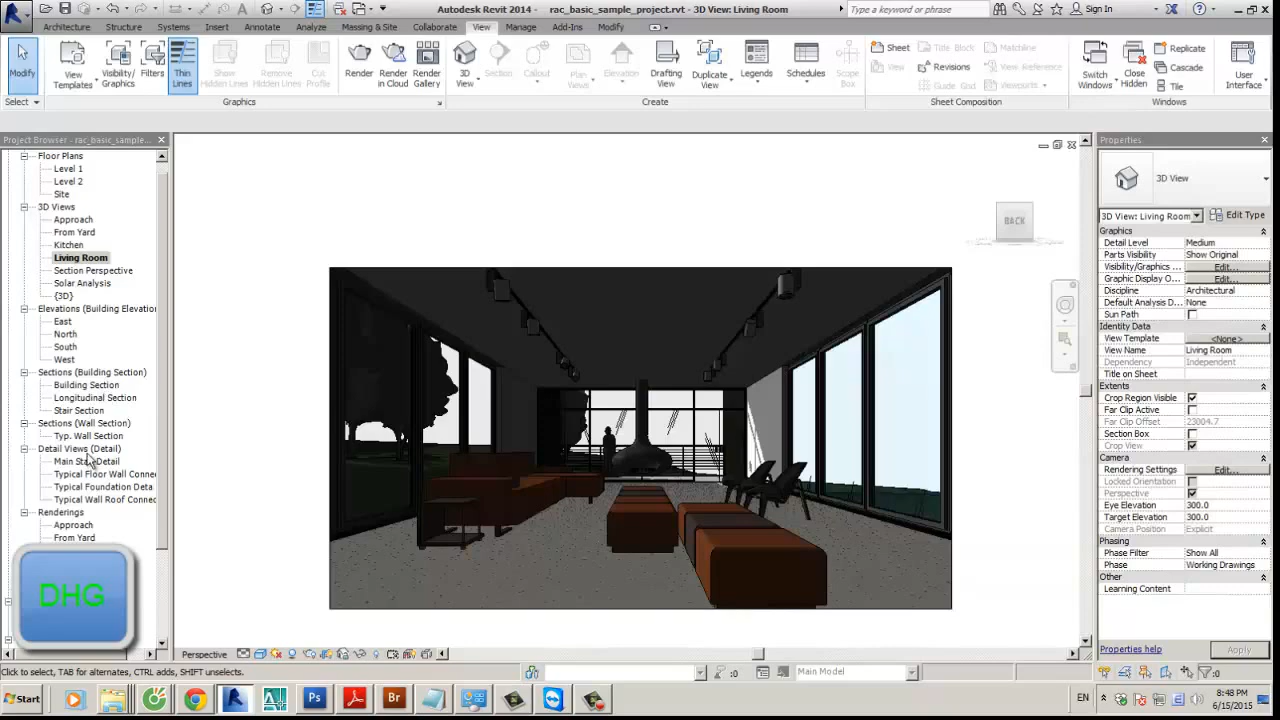 Autodesk Revit 2014 - rac_basic_sample_project.rvt - 3D View: Living Room
Type a keyword or phrase
Sign In
Architecture Structure Systems Insert Annotate Analyze Massing & Site Collaborate View Manage Add-Ins Modify
Modify
View Templates
Visibility/ Graphics
Filters
Thin Lines
Show Hidden Lines
Remove Hidden Lines
Cut Profile
Render
Render in Cloud
Render Gallery
3D View
Section
Callout
Plan Views
Elevation
Drafting View
Duplicate View
Legends
Schedules
Scope Box
Sheet
View
Title Block
Revisions
Guide Grid
Matchline
View Reference
Viewports
Switch Windows
Close Hidden
Replicate
Cascade
Tile
User Interface
Select
Graphics
Create
Sheet Composition
Windows
Project Browser - rac_basic_sample...
Floor Plans
Level 1
Level 2
Site
3D Views
Approach
From Yard
Kitchen
Living Room
Section Perspective
Solar Analysis
{3D}
Elevations (Building Elevation
East
North
South
West
Sections (Building Section)
Building Section
Longitudinal Section
Stair Section
Sections (Wall Section)
Typ. Wall Section
Detail Views (Detail)
Main Stair Detail
Typical Floor Wall Conne
Typical Foundation Deta
Typical Wall Roof Connec
Renderings
Approach
From Yard
DHG
BACK
Properties
3D View
3D View: Living Room
Edit Type
Graphics
Detail Level Medium
Parts Visibility Show Original
Visibility/Graphics ... Edit...
Graphic Display O... Edit...
Discipline Architectural
Default Analysis D... None
Sun Path
Identity Data
View Template <None>
View Name Living Room
Dependency Independent
Title on Sheet
Extents
Crop Region Visible
Far Clip Active
Far Clip Offset 23004.7
Section Box
Crop View
Camera
Rendering Settings Edit...
Locked Orientation
Perspective
Eye Elevation 300.0
Target Elevation 300.0
Camera Position Explicit
Phasing
Phase Filter Show All
Phase Working Drawings
Other
Learning Content
Properties help
Apply
Perspective
Click to select, TAB for alternates, CTRL adds, SHIFT unselects.
:0
Main Model
:0
Start
Ps
Br
EN
8:48 PM
6/15/2015